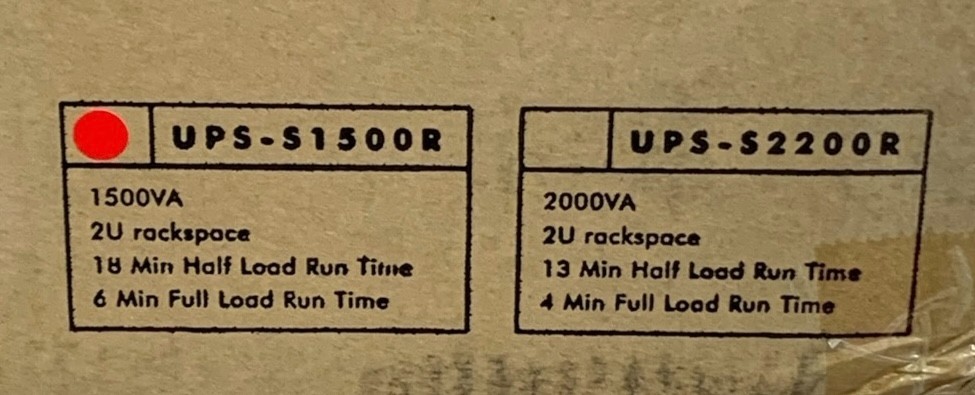 UPS-S1500R
1500VA
2U rackspace
18 Min Half Load Run Time
6 Min Full Load Run Time
UPS-S2200R
2000VA
2U rackspace
13 Min Half Load Run Time
4 Min Full Load Run Time